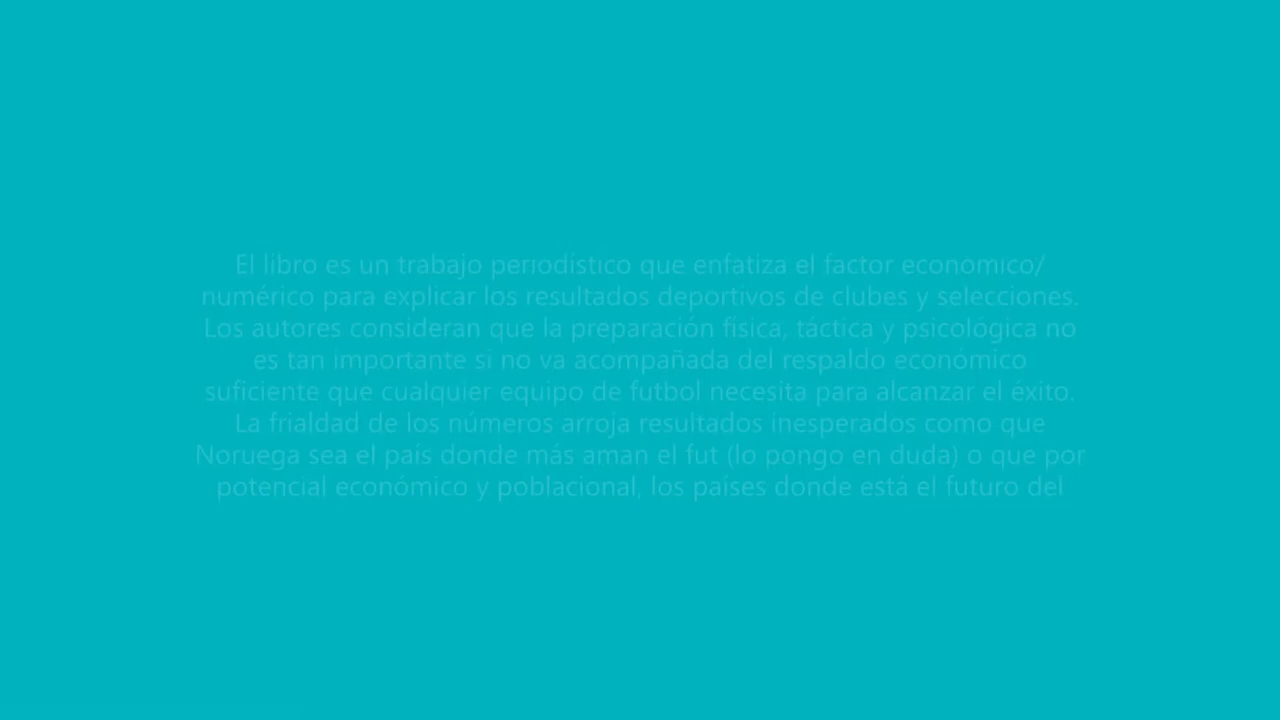 El libro es un trabajo periodístico que enfatiza el factor económico/
numérico para explicar los resultados deportivos de clubes y selecciones.
Los autores consideran que la preparación física, táctica y psicológica no
es tan importante si no va acompañada del respaldo económico
suficiente que cualquier equipo de futbol necesita para alcanzar el éxito.
La frialdad de los números arroja resultados inesperados como que
Noruega sea el país donde más aman el fut (lo pongo en duda) o que por
potencial económico y poblacional, los países donde está el futuro del